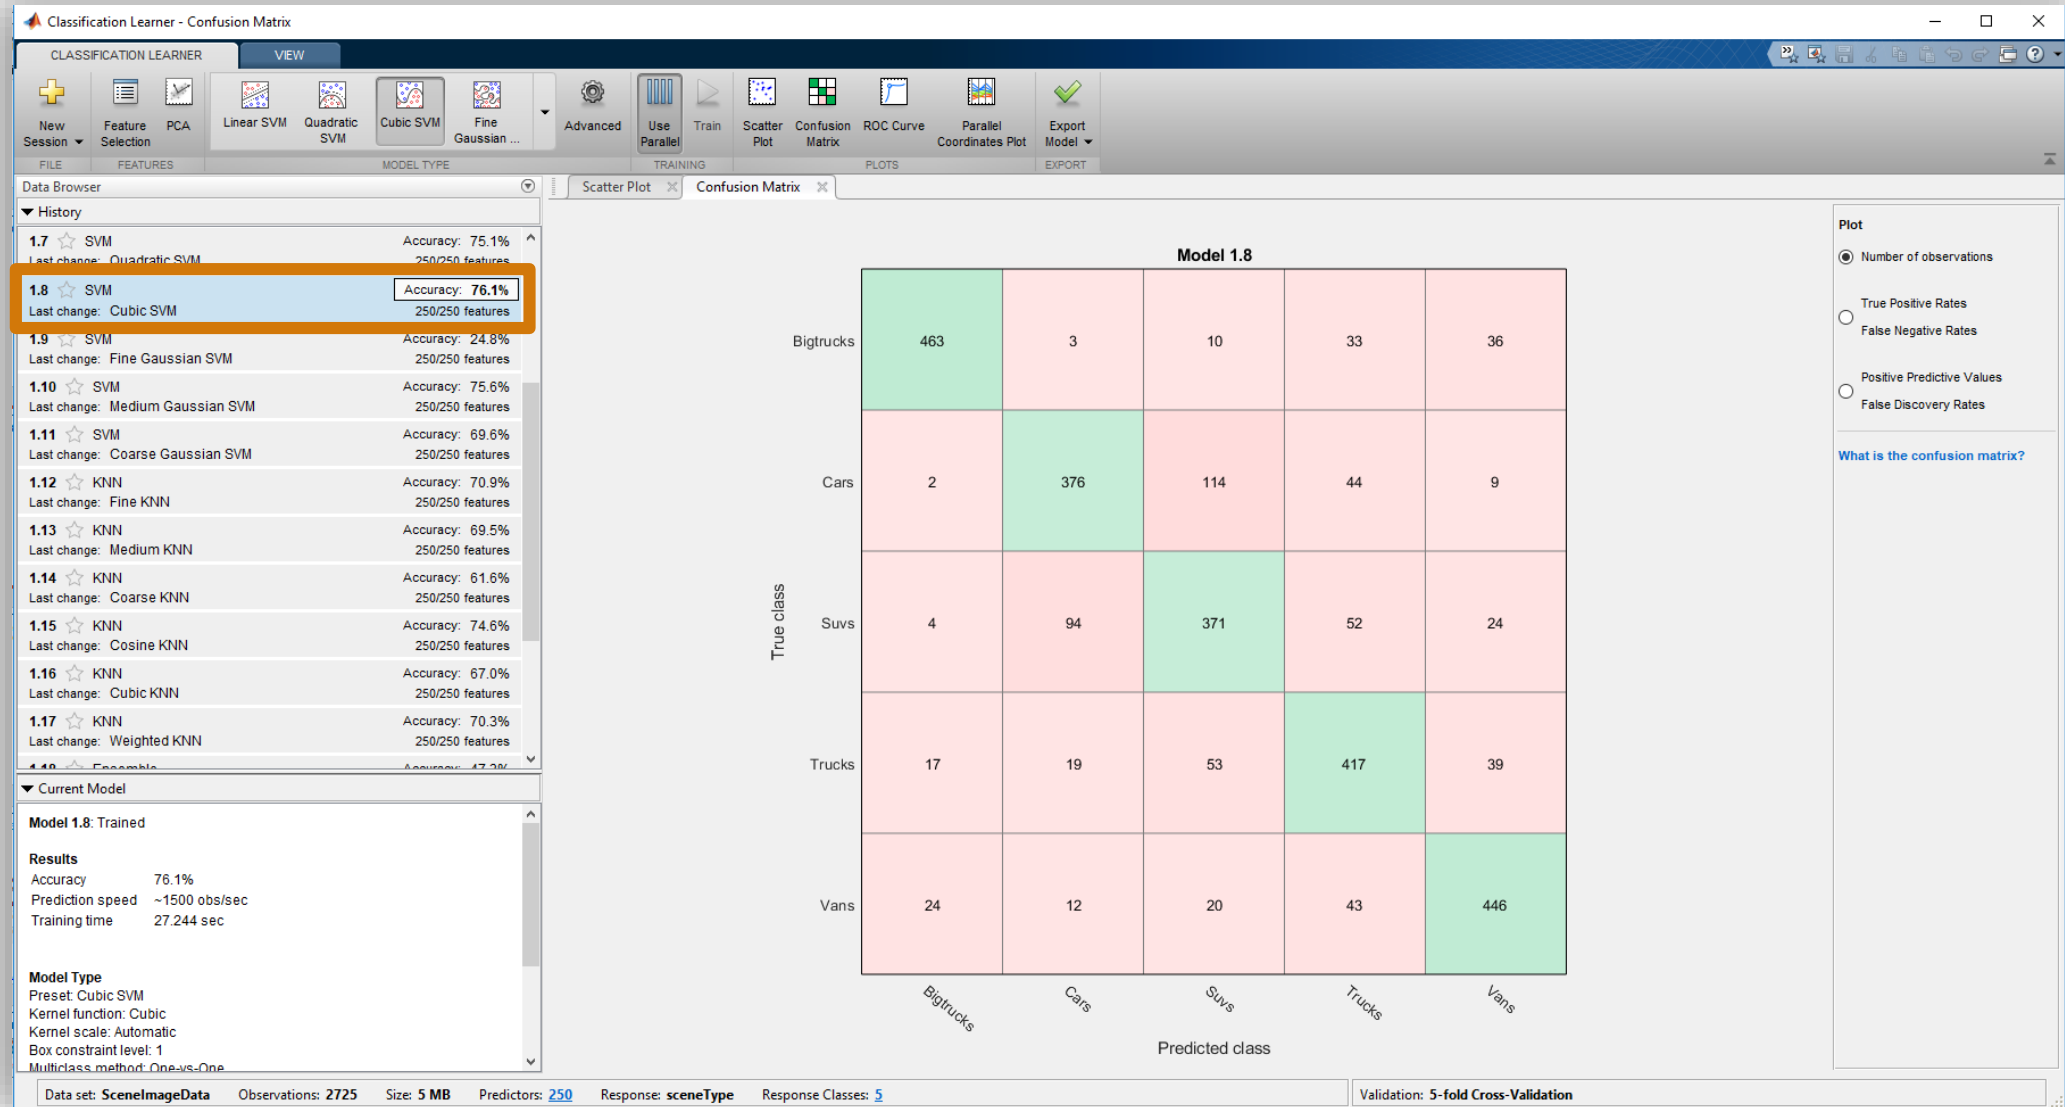 Classification Learner - Confusion Matrix
CLASSIFICATION LEARNER VIEW
New Session
Feature Selection
PCA
Linear SVM
Quadratic SVM
Cubic SVM
Fine Gaussian ...
Advanced
Use Parallel
Train
Scatter Plot
Confusion Matrix
ROC Curve
Parallel Coordinates Plot
Export Model
FILE FEATURES MODEL TYPE TRAINING PLOTS EXPORT
Data Browser
History
1.7 SVM Accuracy: 75.1%
Last change: Quadratic SVM 250/250 features
1.8 SVM Accuracy: 76.1%
Last change: Cubic SVM 250/250 features
1.9 SVM Accuracy: 24.8%
Last change: Fine Gaussian SVM 250/250 features
1.10 SVM Accuracy: 75.6%
Last change: Medium Gaussian SVM 250/250 features
1.11 SVM Accuracy: 69.6%
Last change: Coarse Gaussian SVM 250/250 features
1.12 KNN Accuracy: 70.9%
Last change: Fine KNN 250/250 features
1.13 KNN Accuracy: 69.5%
Last change: Medium KNN 250/250 features
1.14 KNN Accuracy: 61.6%
Last change: Coarse KNN 250/250 features
1.15 KNN Accuracy: 74.6%
Last change: Cosine KNN 250/250 features
1.16 KNN Accuracy: 67.0%
Last change: Cubic KNN 250/250 features
1.17 KNN Accuracy: 70.3%
Last change: Weighted KNN 250/250 features
1.18 Ensemble Accuracy:
Current Model
Model 1.8: Trained
Results
Accuracy 76.1%
Prediction speed ~1500 obs/sec
Training time 27.244 sec
Model Type
Preset: Cubic SVM
Kernel function: Cubic
Kernel scale: Automatic
Box constraint level: 1
Multiclass method: One-vs-One
Scatter Plot Confusion Matrix
Model 1.8
True class
Bigtrucks 463 3 10 33 36
Cars 2 376 114 44 9
Suvs 4 94 371 52 24
Trucks 17 19 53 417 39
Vans 24 12 20 43 446
Bigtrucks Cars Suvs Trucks Vans
Predicted class
Plot
Number of observations
True Positive Rates
False Negative Rates
Positive Predictive Values
False Discovery Rates
What is the confusion matrix?
Data set: SceneImageData Observations: 2725 Size: 5 MB Predictors: 250 Response: sceneType Response Classes: 5 Validation: 5-fold Cross-Validation